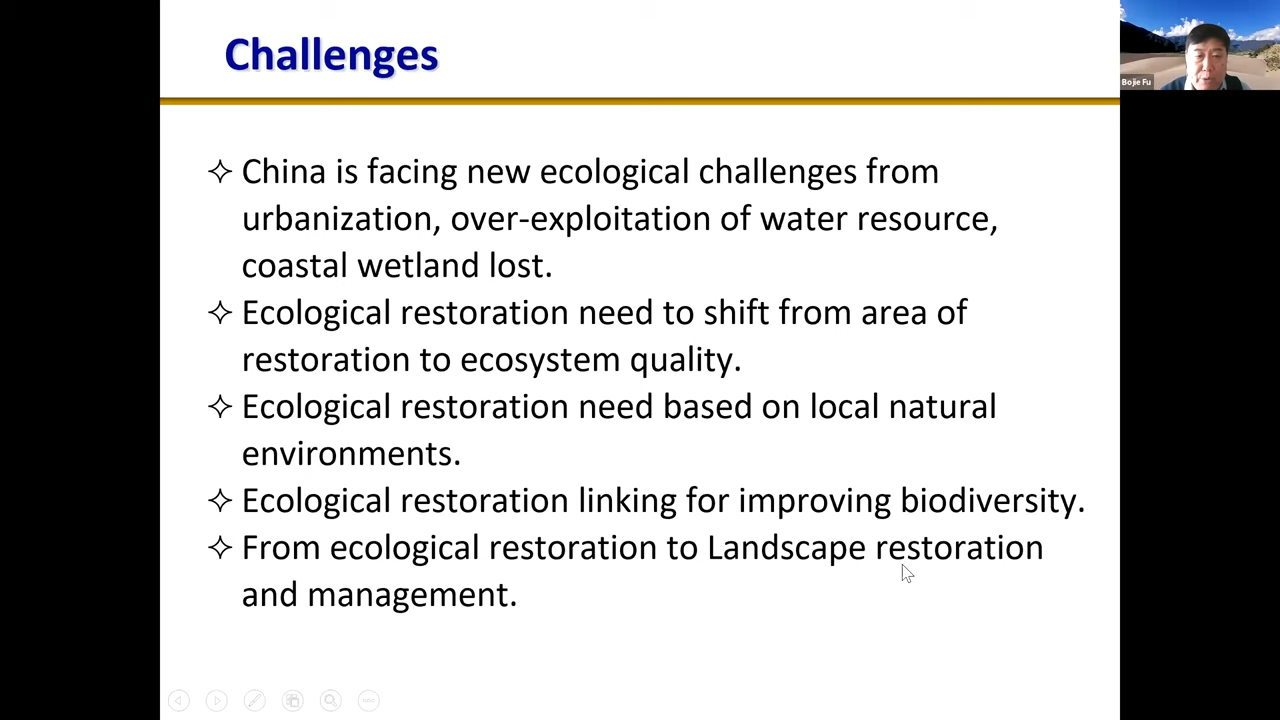 Challenges
Bojie Fu
China is facing new ecological challenges from
urbanization, over-exploitation of water resource,
coastal wetland lost.
Ecological restoration need to shift from area of
restoration to ecosystem quality.
Ecological restoration need based on local natural
environments.
Ecological restoration linking for improving biodiversity.
From ecological restoration to Landscape restoration
and management.